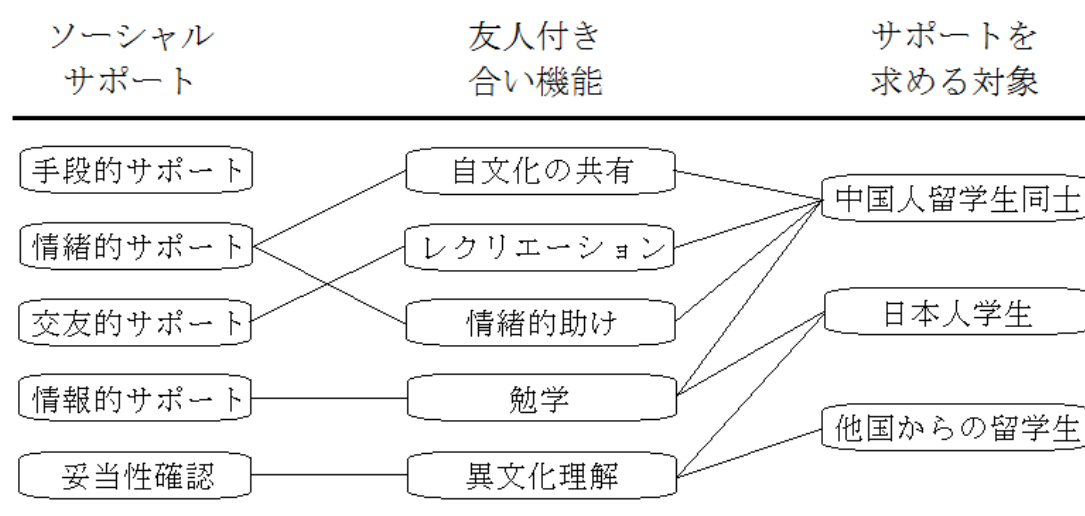 ソーシャル
サポート
友人付き
合い機能
サポートを
求める対象
手段的サポート
情緒的サポート
交友的サポート
情報的サポート
妥当性確認
自文化の共有
レクリエーション
情緒的助け
勉学
異文化理解
中国人留学生同士
日本人学生
他国からの留学生